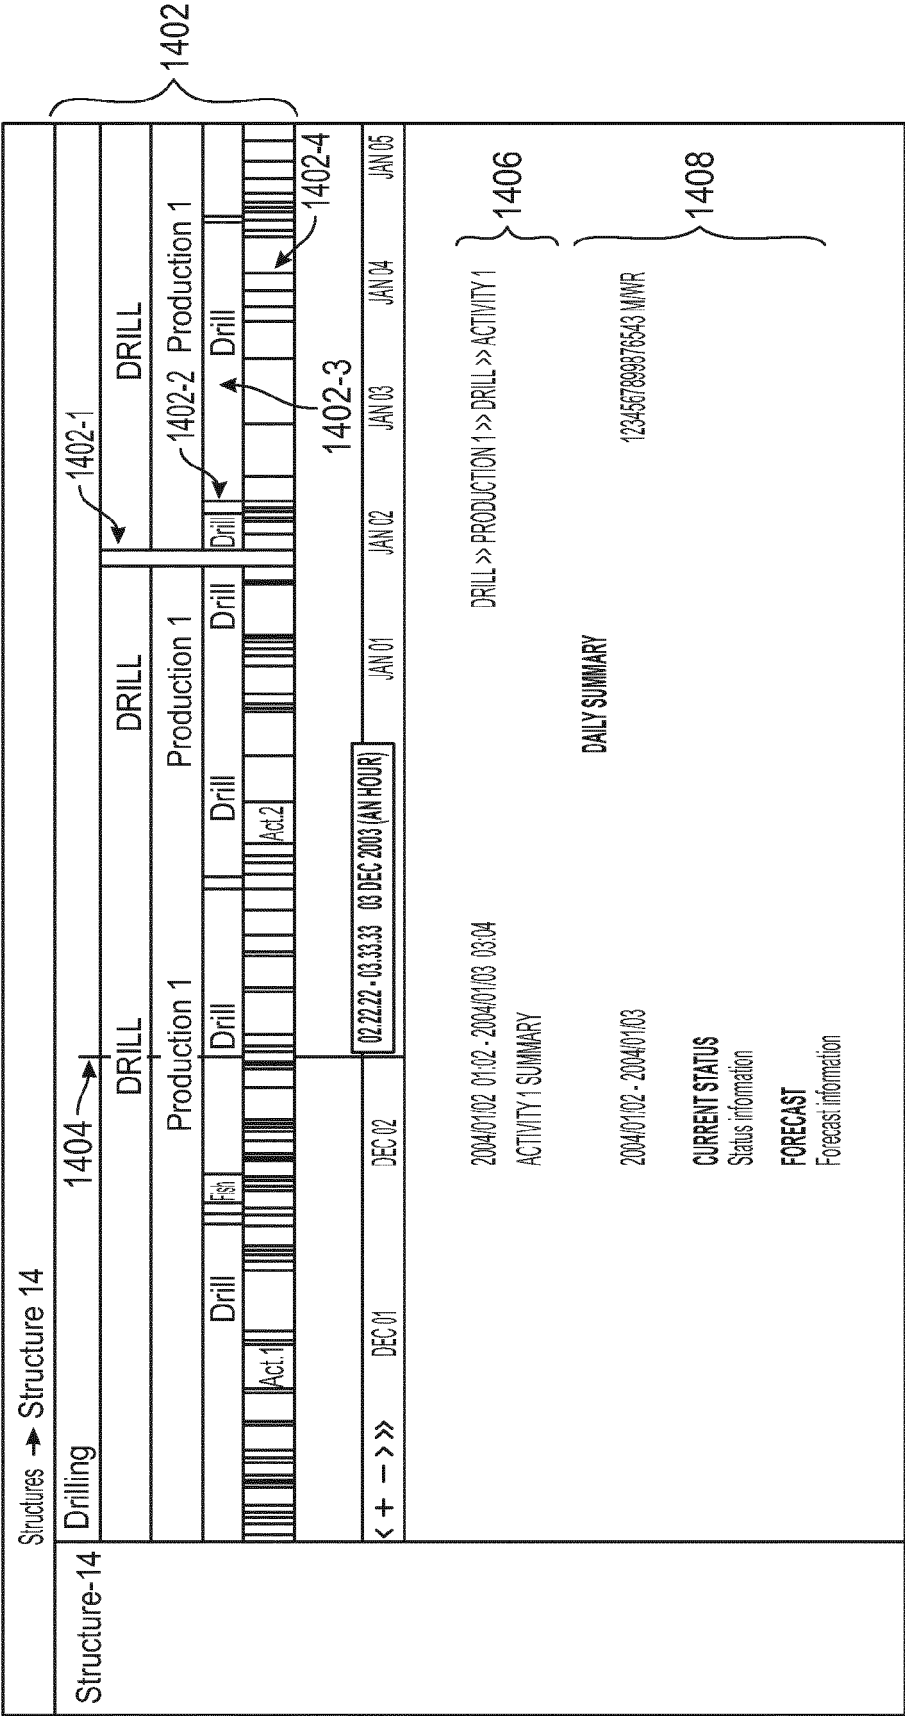 Structures → Structure 14
Structure-14
Drilling
1402
1404
1402-1
DRILL
DRILL
DRILL
Production 1
Production 1
1402-2
Production 1
Drill
Fish
Drill
Drill
Drill
Drill
Drill
Act.1
Act.2
1402-3
1402-4
02.22.22 - 03.33.33 03 DEC 2003 (AN HOUR)
< + - > >>
DEC 01
DEC 02
JAN 01
JAN 02
JAN 03
JAN 04
JAN 05
2004/01/02 01:02 - 2004/01/03 03:04
DRILL >> PRODUCTION 1 >> DRILL >> ACTIVITY 1
1406
ACTIVITY 1 SUMMARY
DAILY SUMMARY
2004/01/02 - 2004/01/03
1234567899876543 M/WR
1408
CURRENT STATUS
Status information
FORECAST
Forecast information